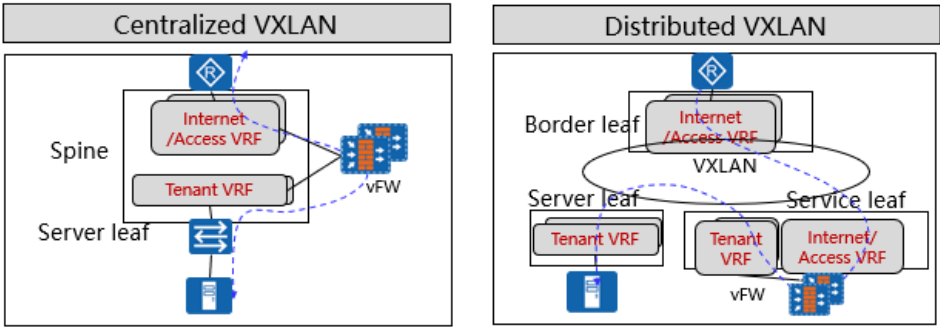 Centralized VXLAN
R
Internet
/Access VRF
Spine
vFW
Tenant VRF
Server leaf
Distributed VXLAN
R
Border leaf
Internet
/Access VRF
VXLAN
Server leaf
Service leaf
Tenant VRF
Tenant
VRF
Internet/
Access VRF
vFW